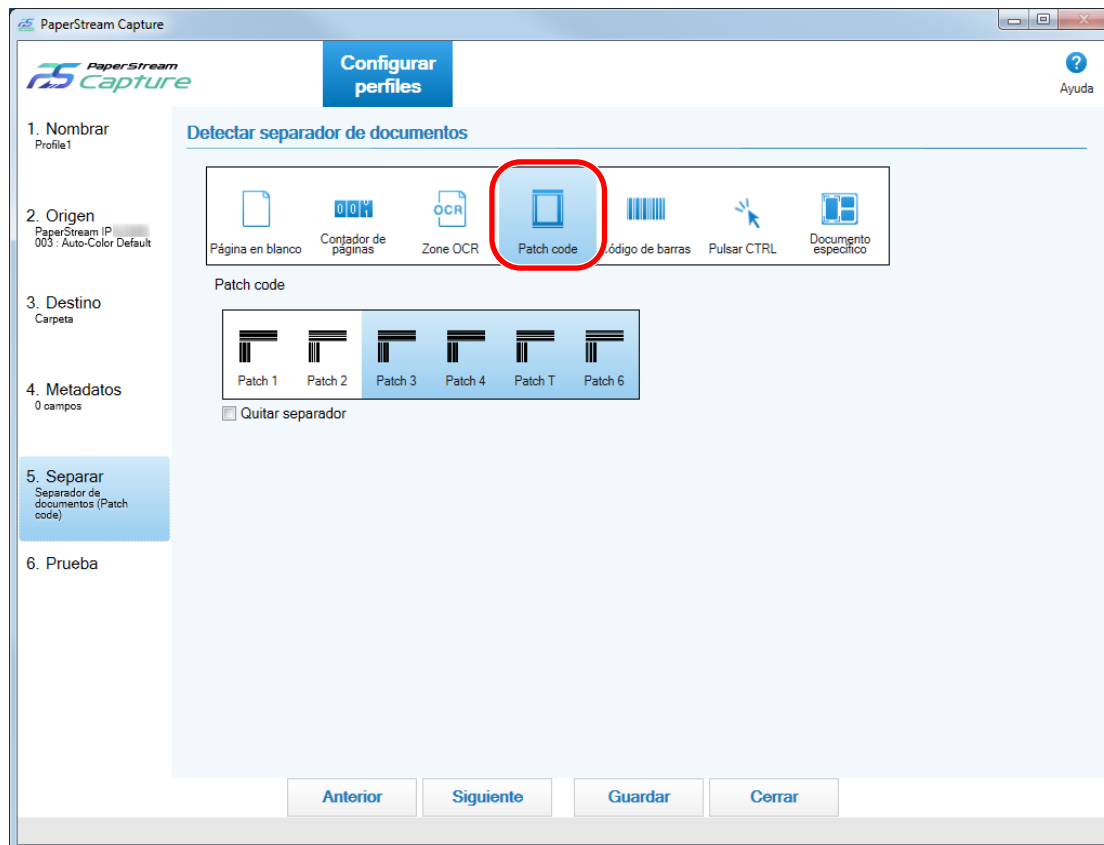 PaperStream Capture
PaperStream
Capture
Configurar
perfiles
Ayuda
1. Nombrar
Profile1
2. Origen
PaperStream IP
003 : Auto-Color Default
3. Destino
Carpeta
4. Metadatos
0 campos
5. Separar
Separador de
documentos (Patch
code)
6. Prueba
Detectar separador de documentos
Página en blanco
Contador de
páginas
OCR
Zone OCR
Patch code
Código de barras
Pulsar CTRL
Documento
específico
Patch code
Patch 1
Patch 2
Patch 3
Patch 4
Patch T
Patch 6
Quitar separador
Anterior
Siguiente
Guardar
Cerrar